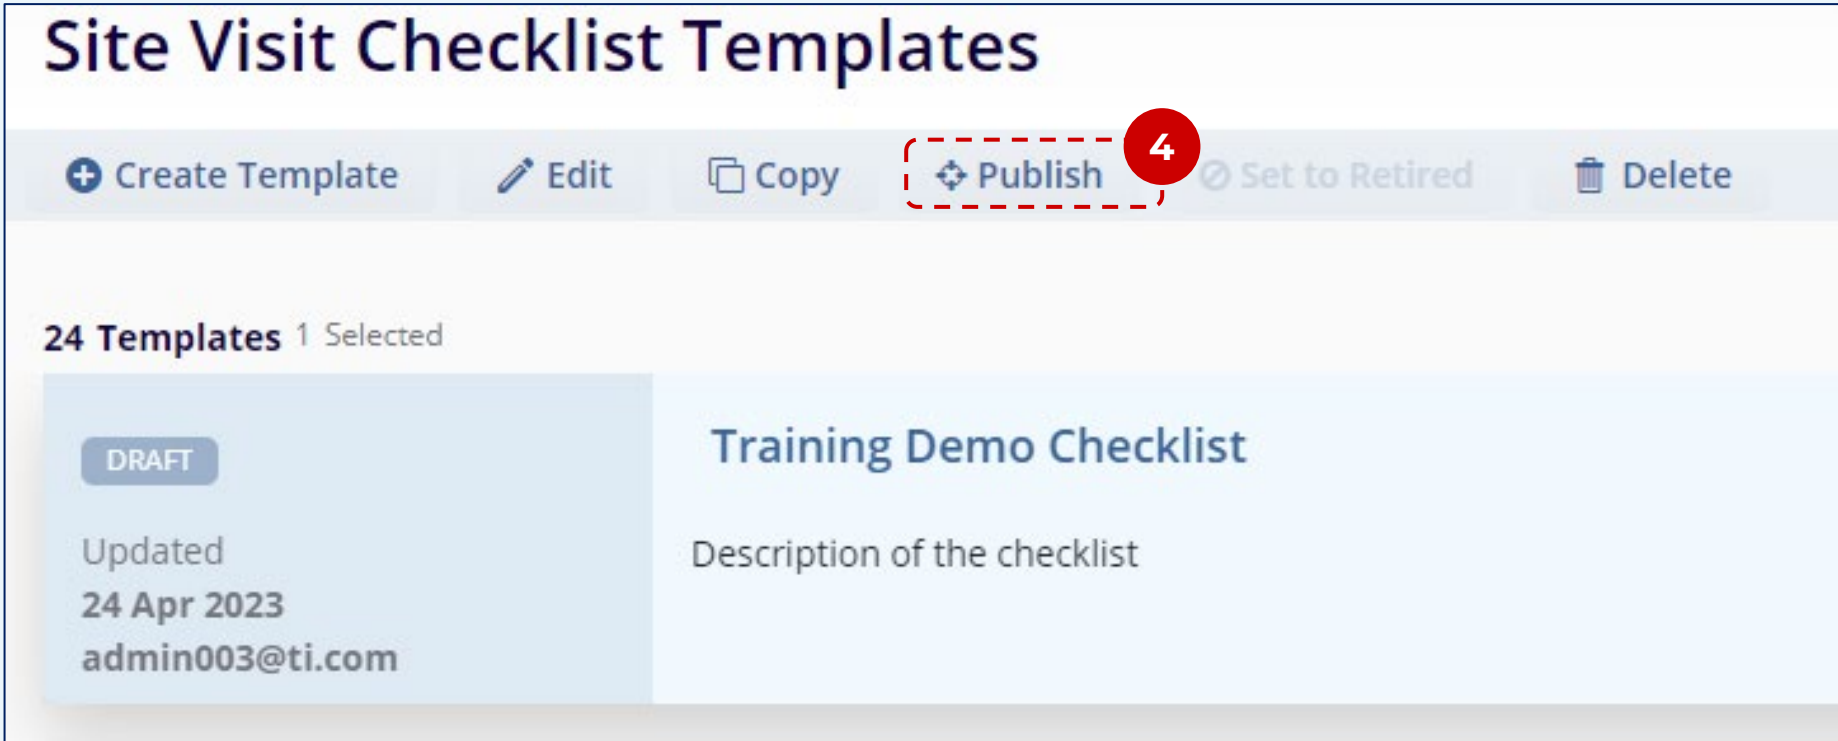 Site Visit Checklist Templates
Create Template Edit Copy Publish 4 Set to Retired Delete
24 Templates 1 Selected
DRAFT
Training Demo Checklist
Updated
Description of the checklist
24 Apr 2023
admin003@ti.com